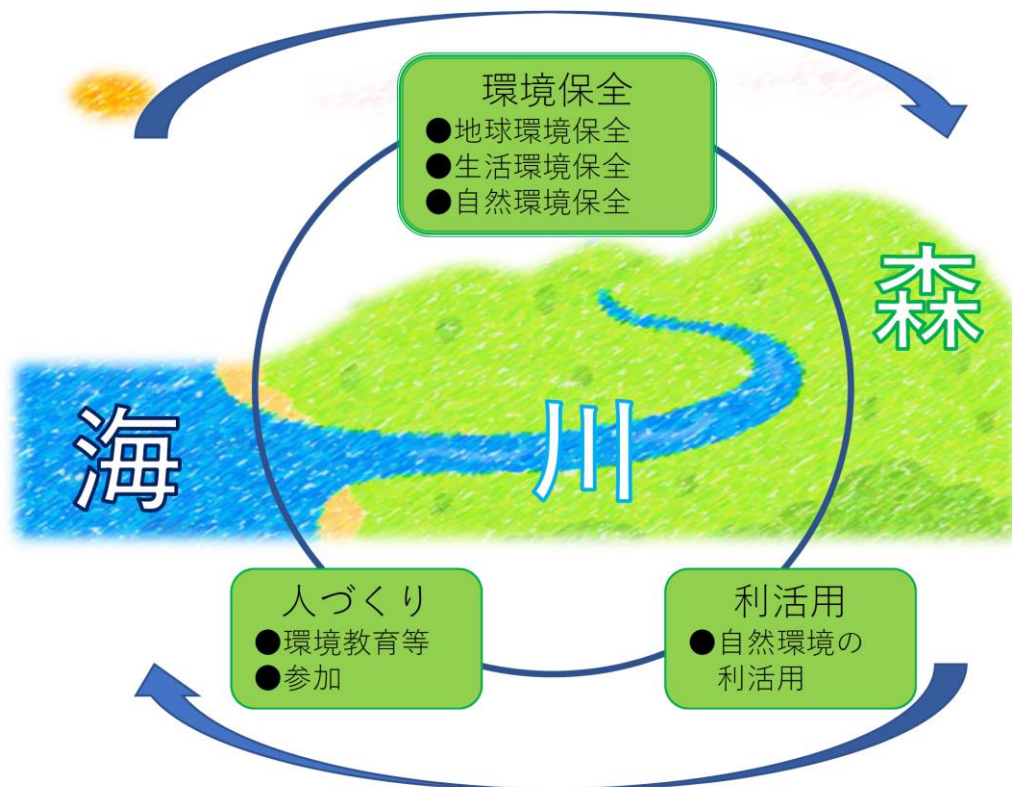 環境保全
●地球環境保全
●生活環境保全
●自然環境保全
森
海
川
人づくり
●環境教育等
●参加
利活用
●自然環境の
利活用